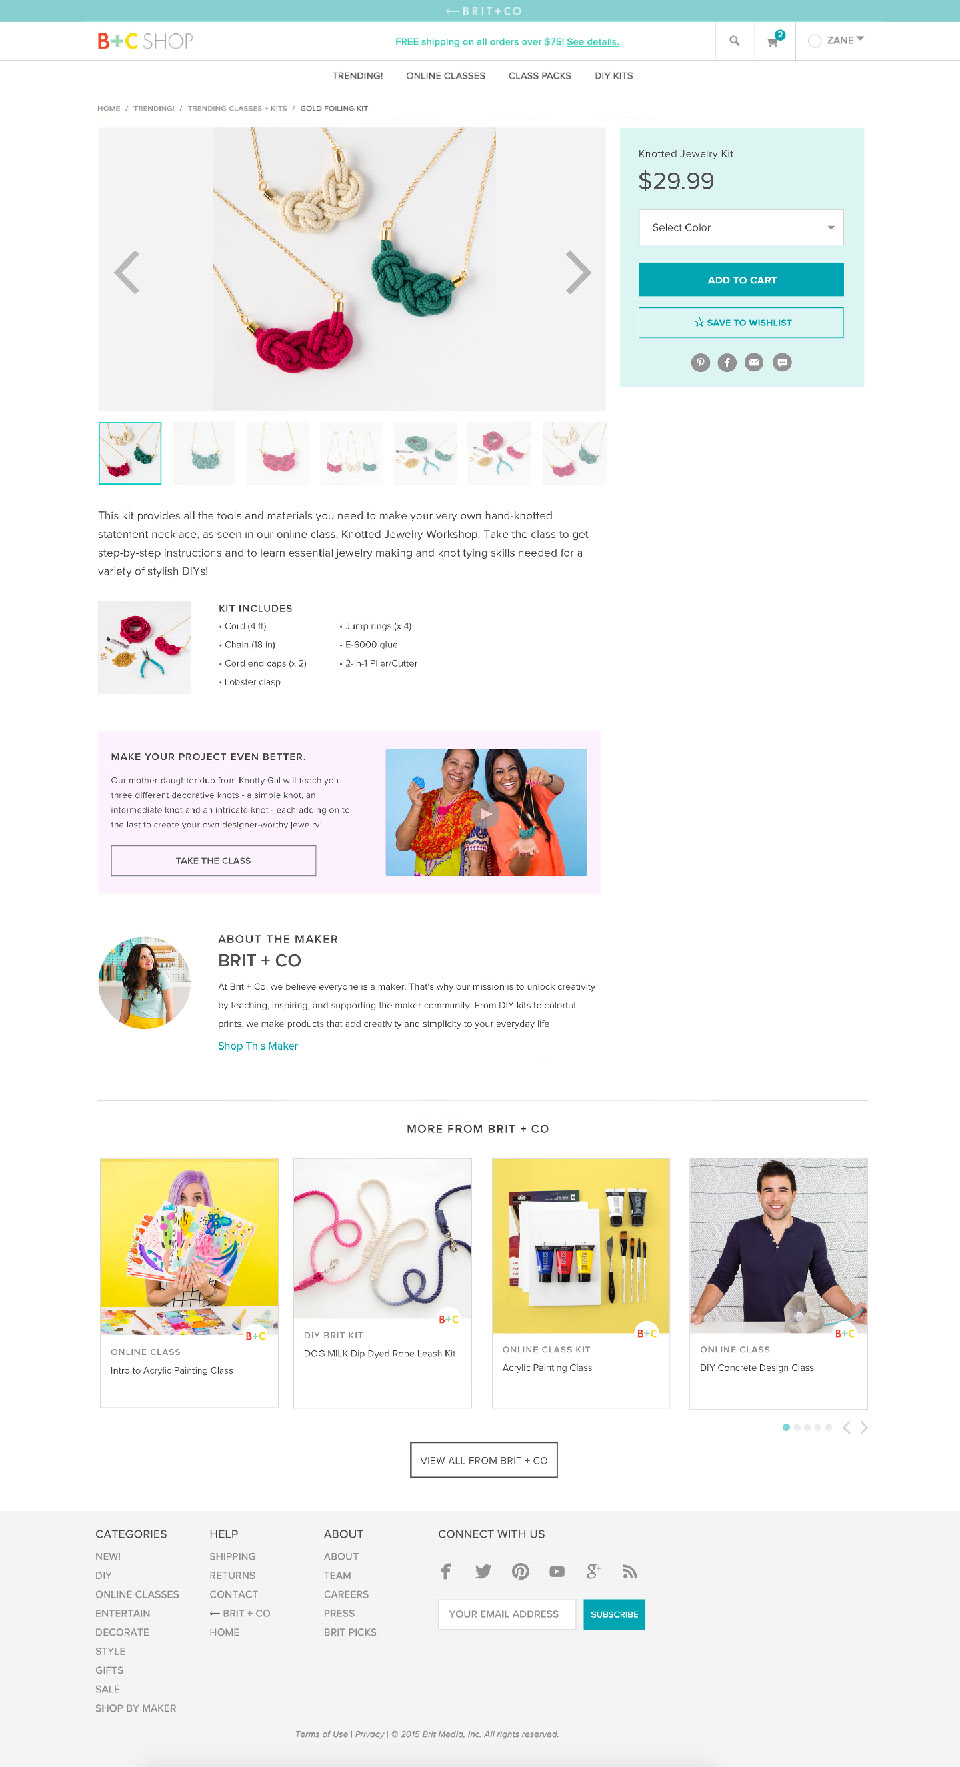 ←BRIT+CO
B+C SHOP
FREE shipping on all orders over $75! See details.
2
ZANE
TRENDING!
ONLINE CLASSES
CLASS PACKS
DIY KITS
HOME / TRENDING! / TRENDING CLASSES + KITS / GOLD FOILING KIT
Knotted Jewelry Kit
$29.99
Select Color
ADD TO CART
SAVE TO WISHLIST
This kit provides all the tools and materials you need to make your very own hand-knotted
statement necklace, as seen in our online class, Knotted Jewelry Workshop. Take the class to get
step-by-step instructions and to learn essential jewelry making and knot tying skills needed for a
variety of stylish DIYs!
KIT INCLUDES
• Cord (4 ft)
• Chain (18 in)
• Cord end caps (x 2)
• Lobster clasp
• Jump rings (x 4)
• E-6000 glue
• 2-in-1 Plier/Cutter
MAKE YOUR PROJECT EVEN BETTER.
Our mother daughter duo from Knotty Gal will teach you
three different decorative knots - a simple knot, an
intermediate knot and an intricate knot - each adding on to
the last to create your own designer-worthy jewelry.
TAKE THE CLASS
ABOUT THE MAKER
BRIT + CO
At Brit + Co, we believe everyone is a maker. That's why our mission is to unlock creativity
by teaching, inspiring, and supporting the maker community. From DIY kits to colorful
prints, we make products that add creativity and simplicity to your everyday life.
Shop This Maker
MORE FROM BRIT + CO
B+C
ONLINE CLASS
Intro to Acrylic Painting Class
B+C
DIY BRIT KIT
DOG MILK Dip Dyed Rope Leash Kit
B+C
ONLINE CLASS KIT
Acrylic Painting Class
B+C
ONLINE CLASS
DIY Concrete Design Class
VIEW ALL FROM BRIT + CO
CATEGORIES
NEW!
DIY
ONLINE CLASSES
ENTERTAIN
DECORATE
STYLE
GIFTS
SALE
SHOP BY MAKER
HELP
SHIPPING
RETURNS
CONTACT
← BRIT + CO
HOME
ABOUT
ABOUT
TEAM
CAREERS
PRESS
BRIT PICKS
CONNECT WITH US
YOUR EMAIL ADDRESS
SUBSCRIBE
Terms of Use | Privacy | © 2015 Brit Media, Inc. All rights reserved.